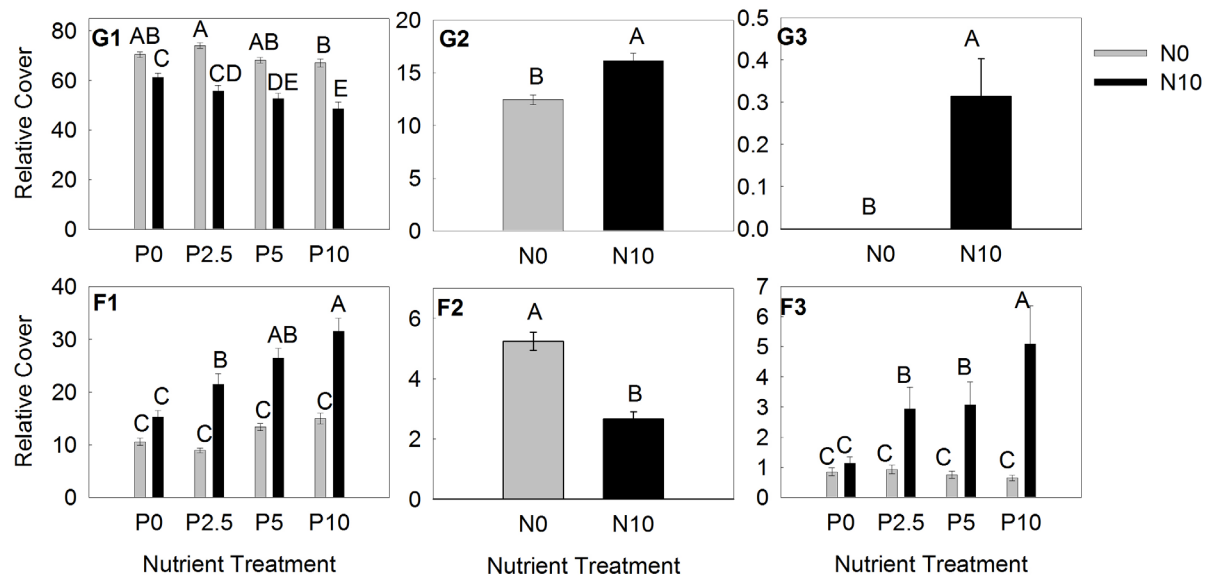 Relative Cover
80
60
40
20
0
G1
AB
C
A
CD
AB
DE
B
E
P0 P2.5 P5 P10
20
15
10
5
0
G2
B
A
N0 N10
0.5
0.4
0.3
0.2
0.1
0.0
G3
B
A
N0 N10
N0
N10
Relative Cover
40
30
20
10
0
F1
C
C
C
B
C
AB
C
A
P0 P2.5 P5 P10
Nutrient Treatment
6
4
2
0
F2
A
B
N0 N10
Nutrient Treatment
7
6
5
4
3
2
1
0
F3
C
C
C
B
C
B
C
A
P0 P2.5 P5 P10
Nutrient Treatment